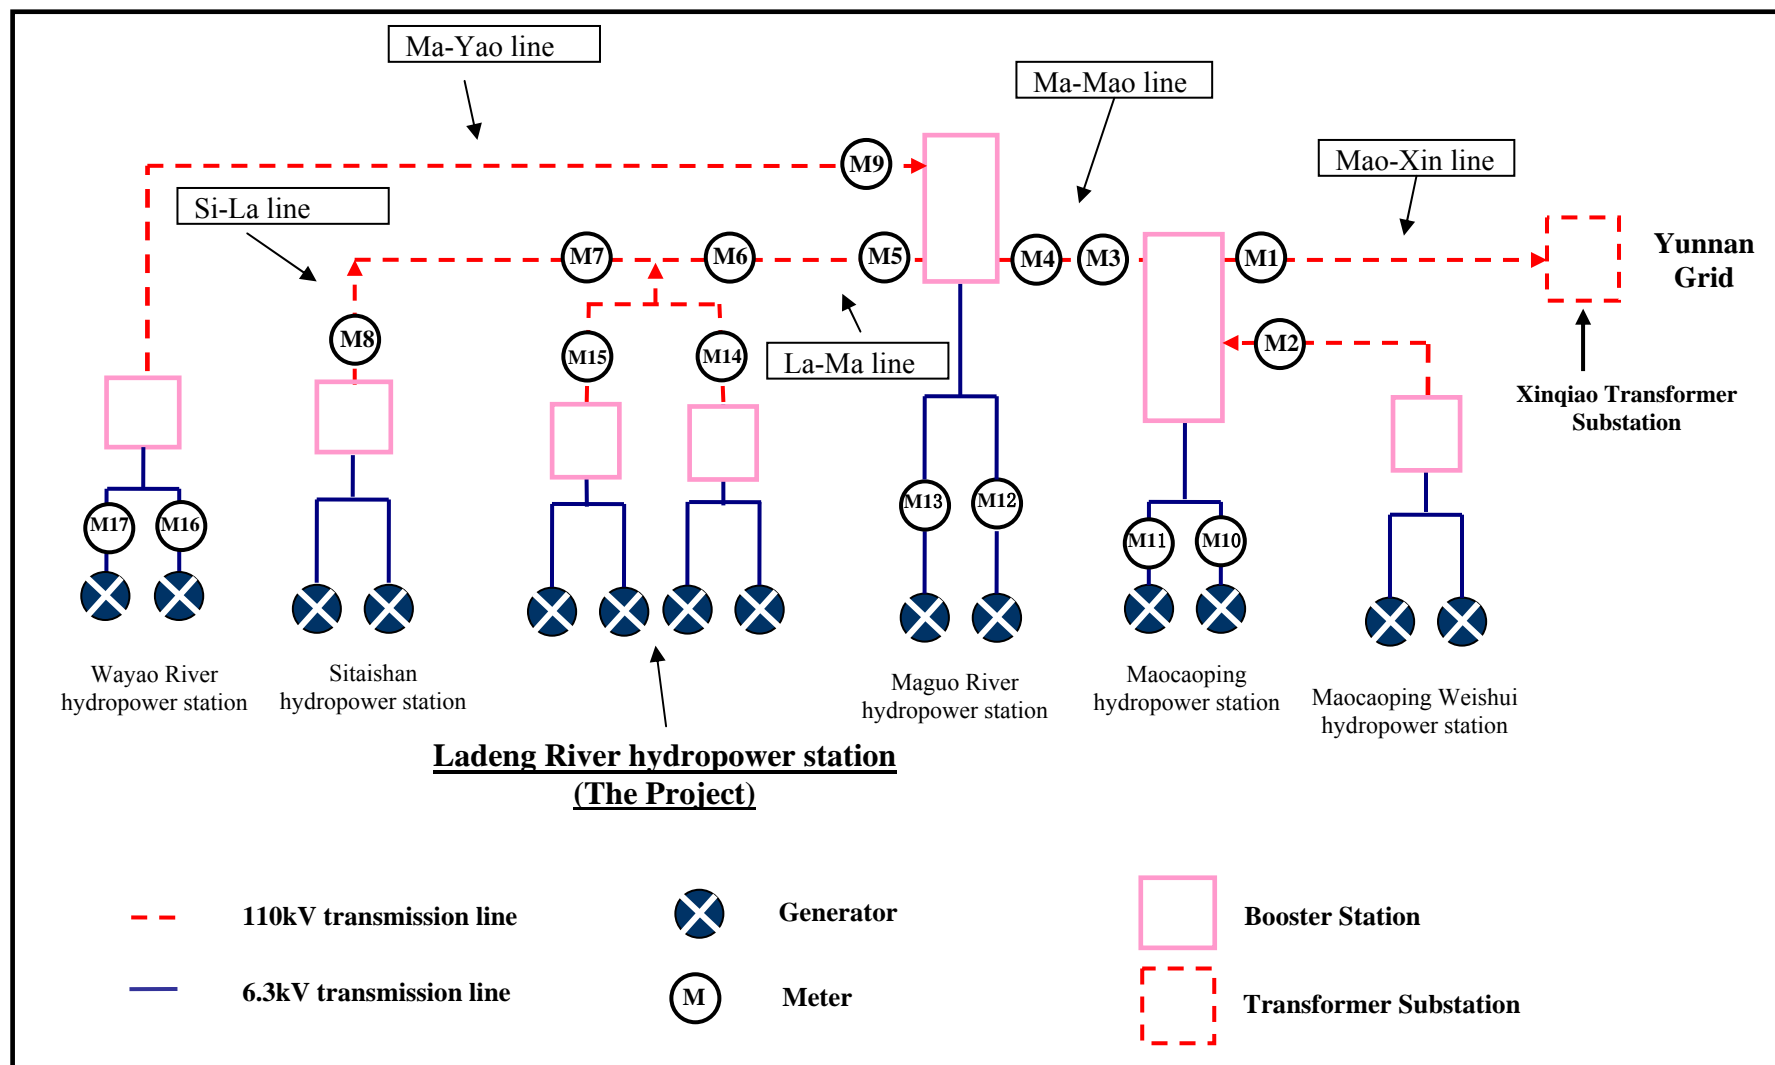 Ma-Yao line
Ma-Mao line
Mao-Xin line
M9
Si-La line
M7
M6
M5
M4
M3
M1
Yunnan
Grid
M8
M15
M14
La-Ma line
M2
Xinqiao Transformer
Substation
M17
M16
M13
M12
M11
M10
Wayao River
hydropower station
Sitaishan
hydropower station
Maguo River
hydropower station
Maocaoping
hydropower station
Maocaoping Weishui
hydropower station
Ladeng River hydropower station
(The Project)
110kV transmission line
Generator
Booster Station
6.3kV transmission line
M
Meter
Transformer Substation